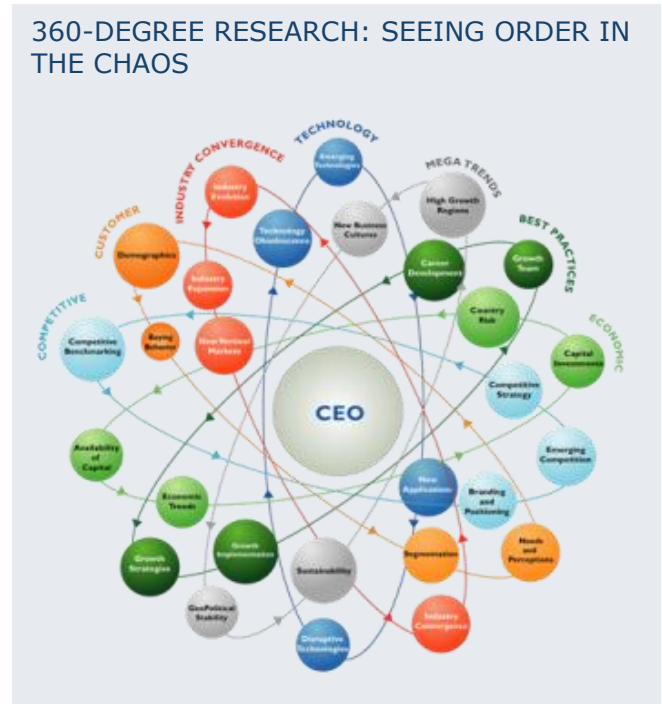 360-DEGREE RESEARCH: SEEING ORDER IN
THE CHAOS
TECHNOLOGY
INDUSTRY CONVERGENCE
MEGA TRENDS
CUSTOMER
BEST PRACTICES
COMPETITIVE
ECONOMIC
Emerging
Technologies
Industry
Evolution
High Growth
Regions
New Business
Cultures
Technology
Obsolescence
Demographics
Career
Development
Growth
Team
Industry
Expansion
Country
Risk
Competitive
Benchmarking
Buying
Behavior
New Vertical
Markets
Capital
Investments
Competitive
Strategy
CEO
Availability
of
Capital
Emerging
Competition
New
Applications
Branding
and
Positioning
Economic
Trends
Growth
Strategies
Growth
Implementation
Sustainability
Segmentation
Needs
and
Perceptions
GeoPolitical
Stability
Industry
Convergence
Disruptive
Technologies